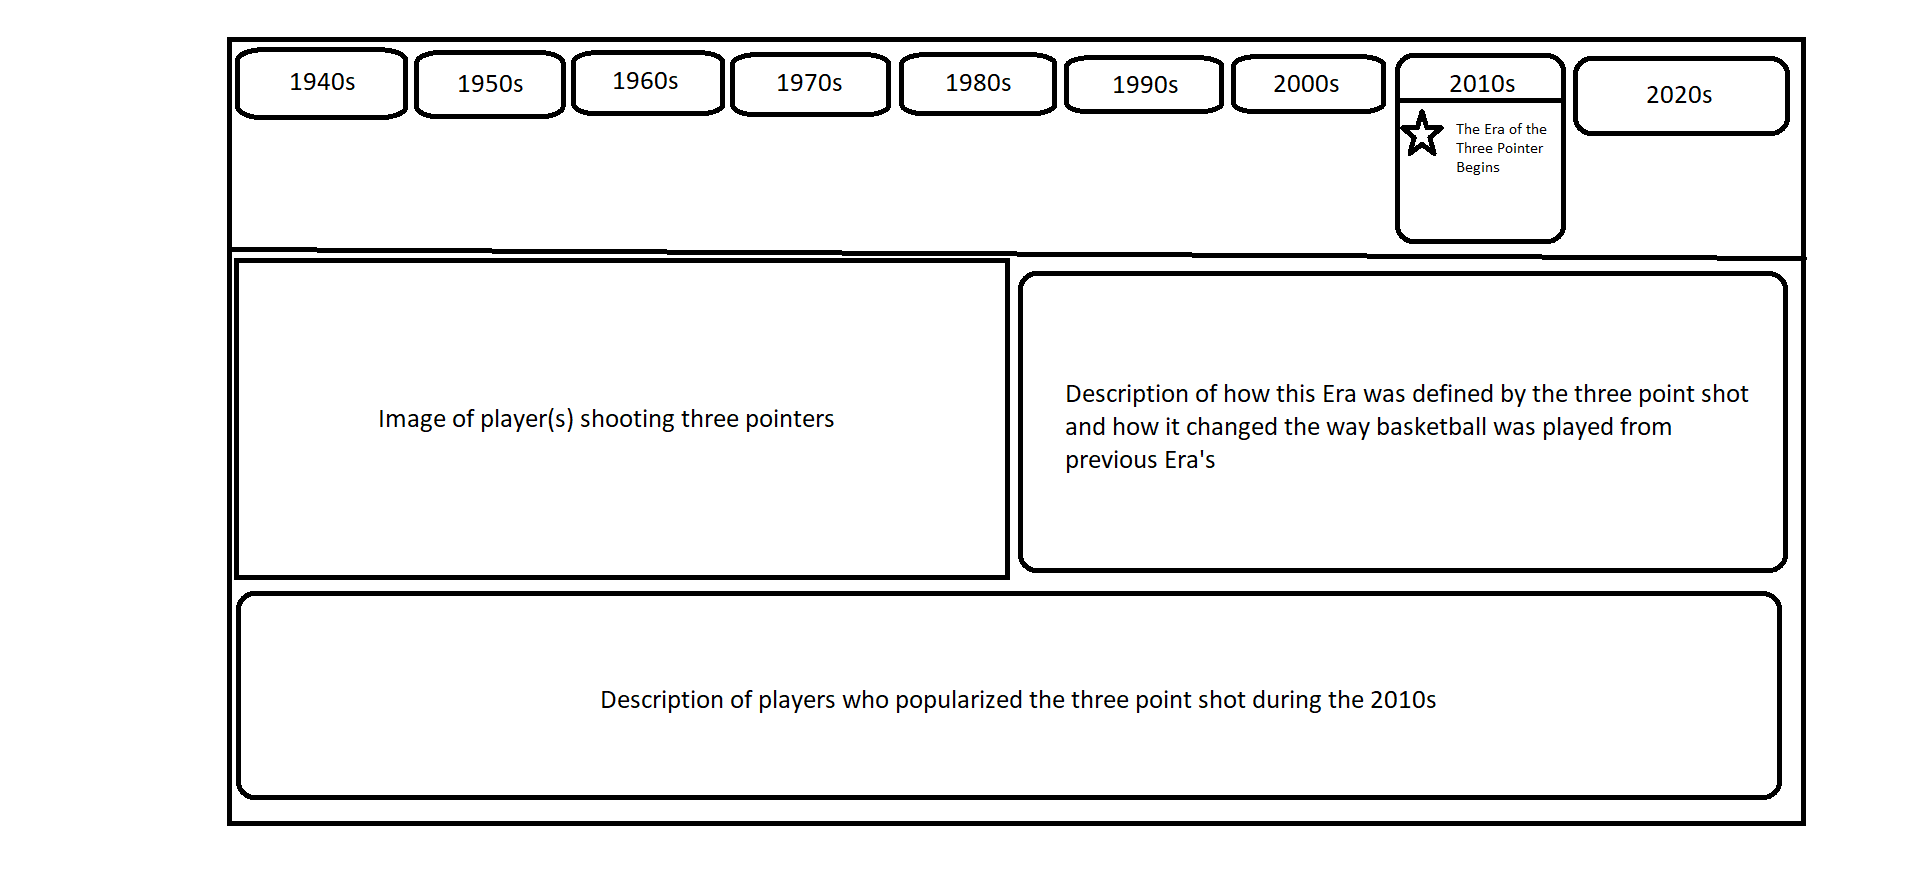 1940s
1950s
1960s
1970s
1980s
1990s
2000s
2010s
2020s
The Era of the
Three Pointer
Begins
Image of player(s) shooting three pointers
Description of how this Era was defined by the three point shot
and how it changed the way basketball was played from
previous Era's
Description of players who popularized the three point shot during the 2010s